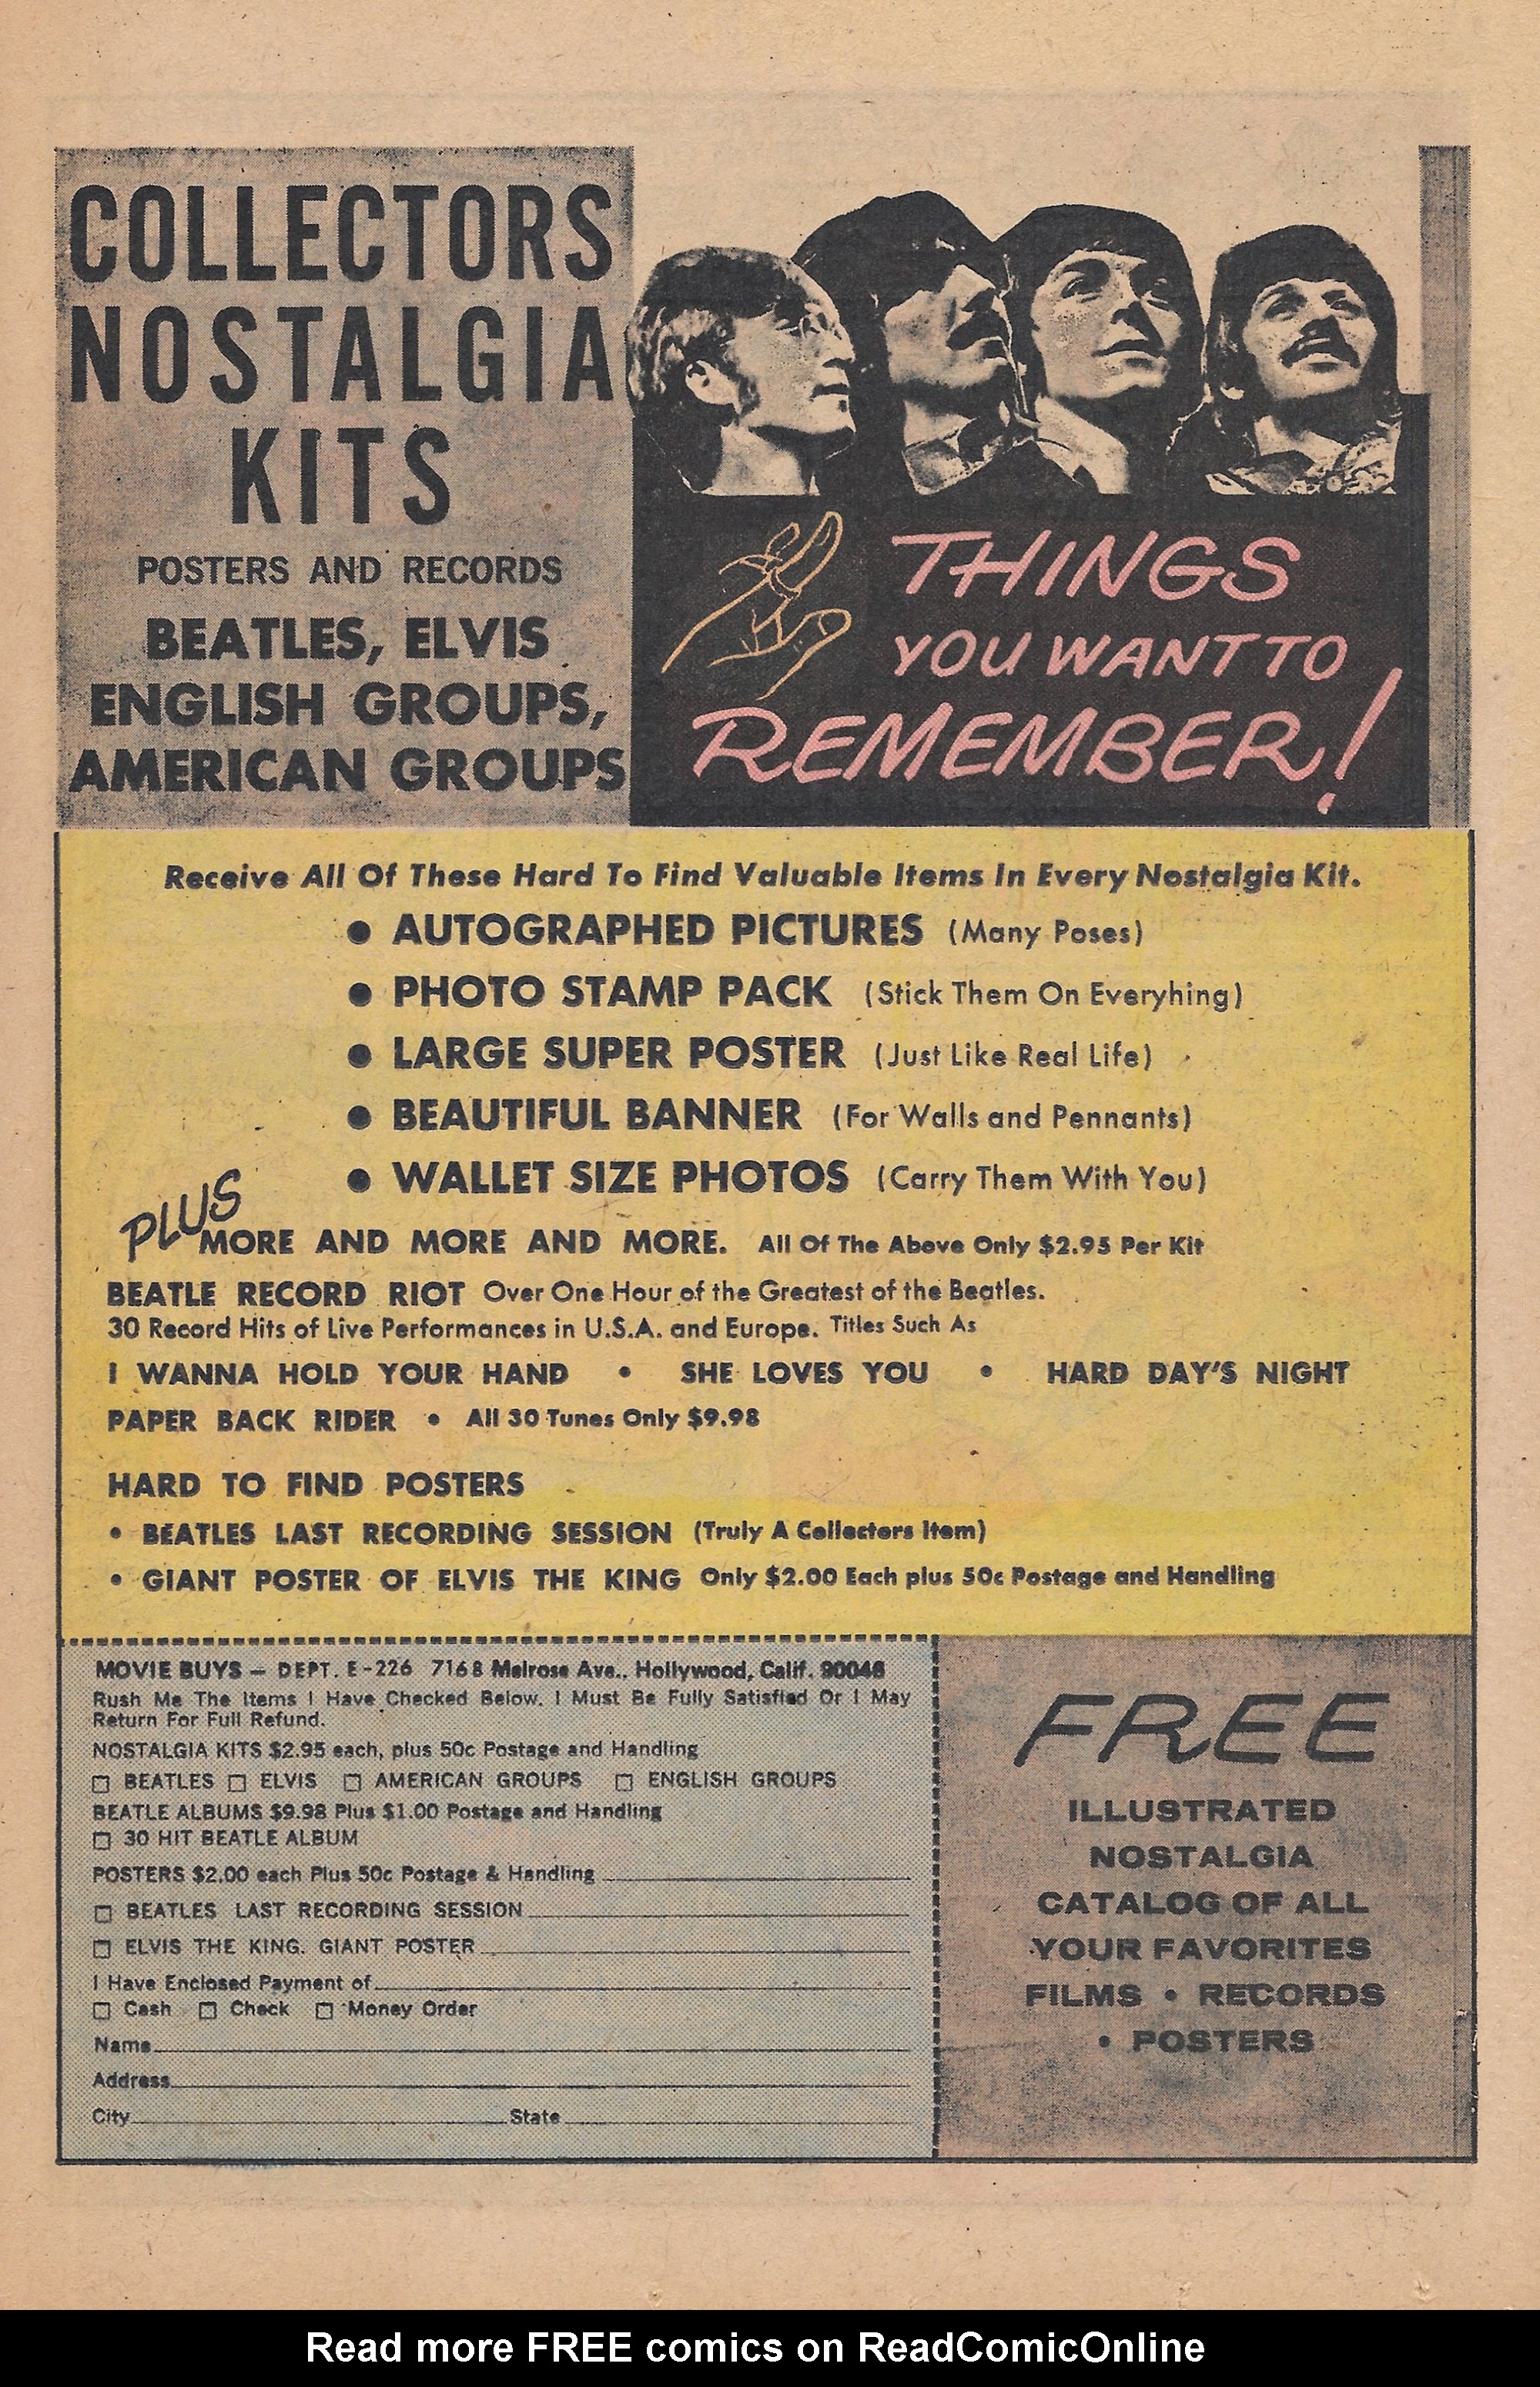 COLLECTORS
NOSTALGIA
KITS
POSTERS AND RECORDS
BEATLES, ELVIS
ENGLISH GROUPS,
AMERICAN GROUPS
THINGS
YOU WANT TO
REMEMBER!
Receive All Of These Hard To Find Valuable Items In Every Nostalgia Kit.
• AUTOGRAPHED PICTURES (Many Poses)
• PHOTO STAMP PACK (Stick Them On Everyhing)
• LARGE SUPER POSTER (Just Like Real Life)
• BEAUTIFUL BANNER (For Walls and Pennants)
• WALLET SIZE PHOTOS (Carry Them With You)
PLUS
MORE AND MORE AND MORE. All Of The Above Only $2.95 Per Kit
BEATLE RECORD RIOT Over One Hour of the Greatest of the Beatles.
30 Record Hits of Live Performances in U.S.A. and Europe. Titles Such As
I WANNA HOLD YOUR HAND • SHE LOVES YOU • HARD DAY'S NIGHT
PAPER BACK RIDER • All 30 Tunes Only $9.98
HARD TO FIND POSTERS
• BEATLES LAST RECORDING SESSION (Truly A Collectors Item)
• GIANT POSTER OF ELVIS THE KING Only $2.00 Each plus 50c Postage and Handling
MOVIE BUYS — DEPT. E-226 7168 Melrose Ave.. Hollywood, Calif. 90046
Rush Me The Items I Have Checked Below. I Must Be Fully Satisfied Or I May
Return For Full Refund.
NOSTALGIA KITS $2.95 each, plus 50c Postage and Handling
☐ BEATLES ☐ ELVIS ☐ AMERICAN GROUPS ☐ ENGLISH GROUPS
BEATLE ALBUMS $9.98 Plus $1.00 Postage and Handling
☐ 30 HIT BEATLE ALBUM
POSTERS $2.00 each Plus 50c Postage & Handling
☐ BEATLES LAST RECORDING SESSION
☐ ELVIS THE KING. GIANT POSTER
I Have Enclosed Payment of
☐ Cash ☐ Check ☐ Money Order
Name
Address
City State
FREE
ILLUSTRATED
NOSTALGIA
CATALOG OF ALL
YOUR FAVORITES
FILMS • RECORDS
• POSTERS
Read more FREE comics on ReadComicOnline